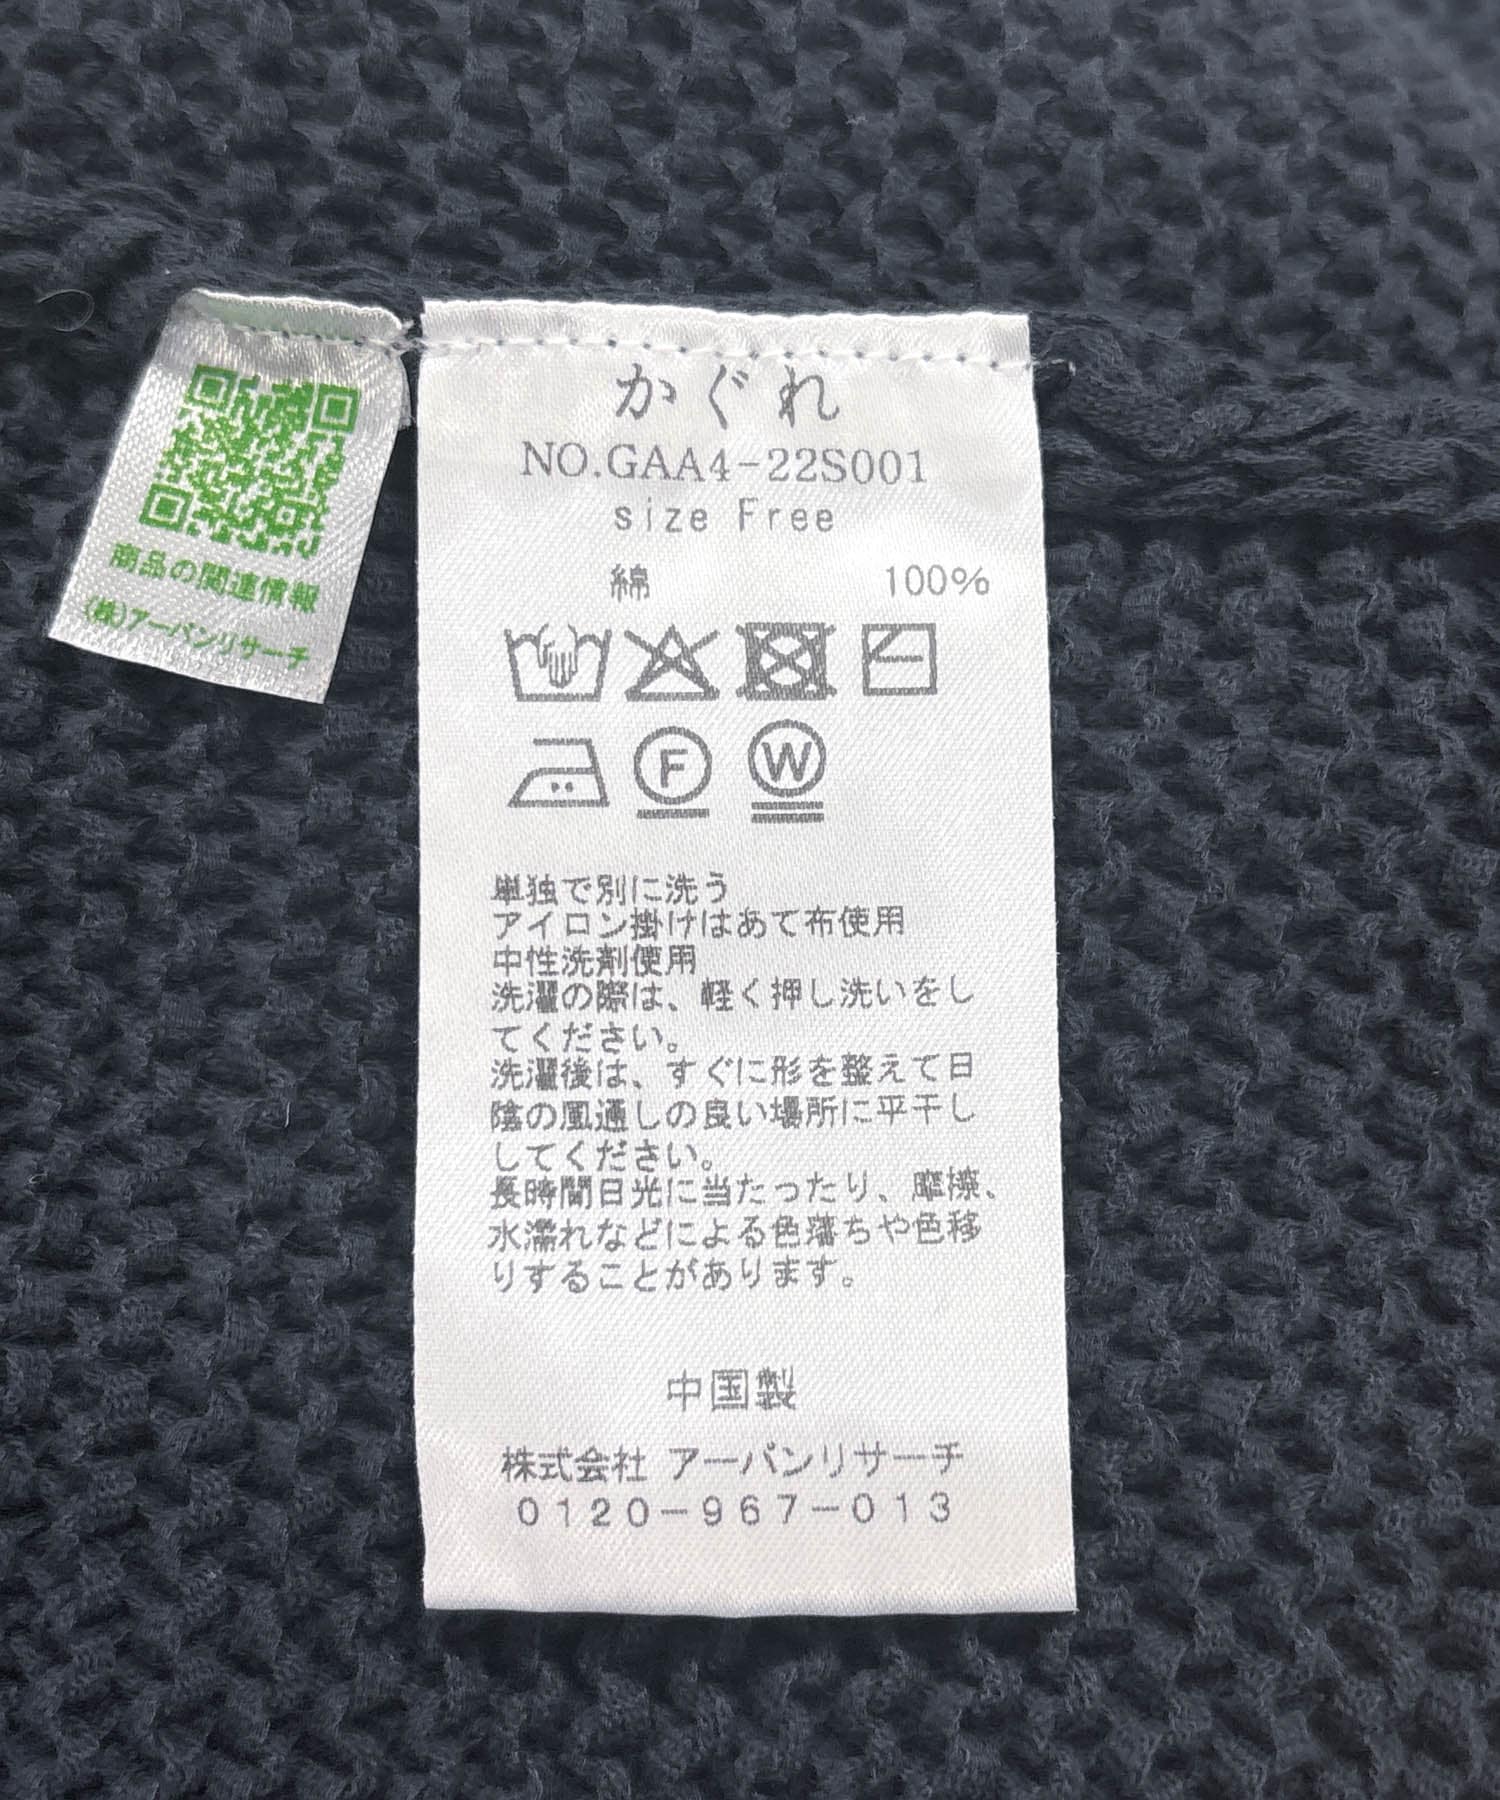 商品の関連情報
(株)アーバンリサーチ
かぐれ
NO.GAA4-22S001
size Free
綿 100%
F W
単独で別に洗う
アイロン掛けはあて布使用
中性洗剤使用
洗濯の際は、軽く押し洗いをし
てください。
洗濯後は、すぐに形を整えて日
陰の風通しの良い場所に平干し
してください。
長時間日光に当たったり、摩擦、
水濡れなどによる色落ちや色移
りすることがあります。
中国製
株式会社 アーバンリサーチ
0120-967-013